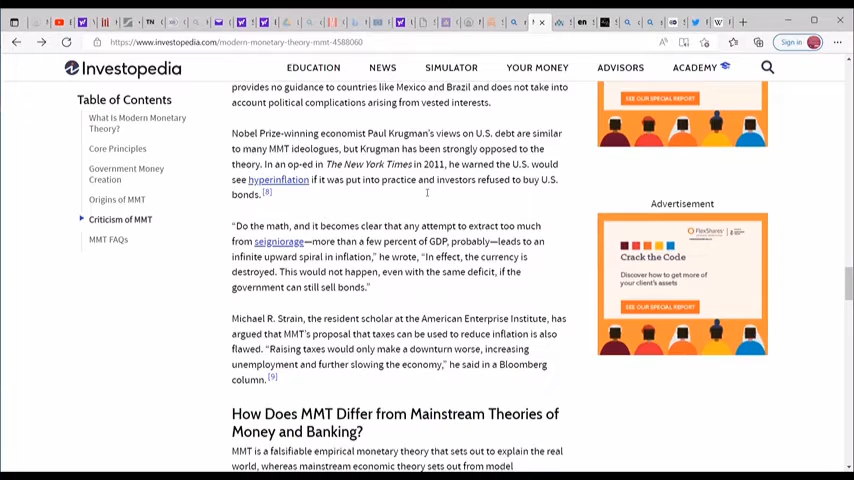 TN
en
https://www.investopedia.com/modern-monetary-theory-mmt-4588060
Sign in
Investopedia
EDUCATION
NEWS
SIMULATOR
YOUR MONEY
ADVISORS
ACADEMY
Table of Contents
What Is Modern Monetary
Theory?
Core Principles
Government Money
Creation
Origins of MMT
Criticism of MMT
MMT FAQs
provides no guidance to countries like Mexico and Brazil and does not take into
account political complications arising from vested interests.
Nobel Prize-winning economist Paul Krugman's views on U.S. debt are similar
to many MMT ideologues, but Krugman has been strongly opposed to the
theory. In an op-ed in The New York Times in 2011, he warned the U.S. would
see hyperinflation if it was put into practice and investors refused to buy U.S.
bonds. [8]
“Do the math, and it becomes clear that any attempt to extract too much
from seigniorage—more than a few percent of GDP, probably—leads to an
infinite upward spiral in inflation,” he wrote, “In effect, the currency is
destroyed. This would not happen, even with the same deficit, if the
government can still sell bonds.”
Michael R. Strain, the resident scholar at the American Enterprise Institute, has
argued that MMT's proposal that taxes can be used to reduce inflation is also
flawed. “Raising taxes would only make a downturn worse, increasing
unemployment and further slowing the economy,” he said in a Bloomberg
column. [9]
How Does MMT Differ from Mainstream Theories of
Money and Banking?
MMT is a falsifiable empirical monetary theory that sets out to explain the real
world, whereas mainstream economic theory sets out from model
SEE OUR SPECIAL REPORT
Advertisement
FlexShares
Crack the Code
Discover how to get more of
your client's assets
SEE OUR SPECIAL REPORT